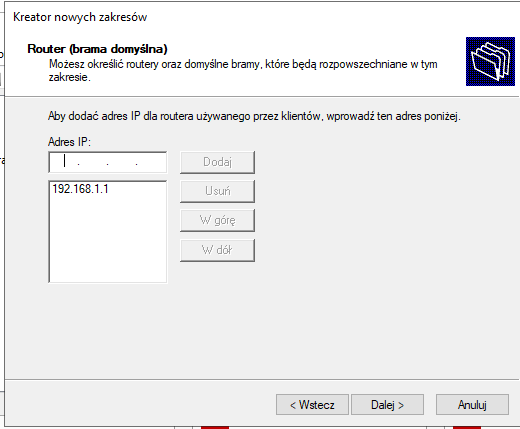 Kreator nowych zakresów
Router (brama domyślna)
Możesz określić routery oraz domyślne bramy, które będą rozpowszechniane w tym
zakresie.
Aby dodać adres IP dla routera używanego przez klientów, wprowadź ten adres poniżej.
Adres IP:
. . .
Dodaj
192.168.1.1
Usuń
W górę
W dół
< Wstecz
Dalej >
Anuluj